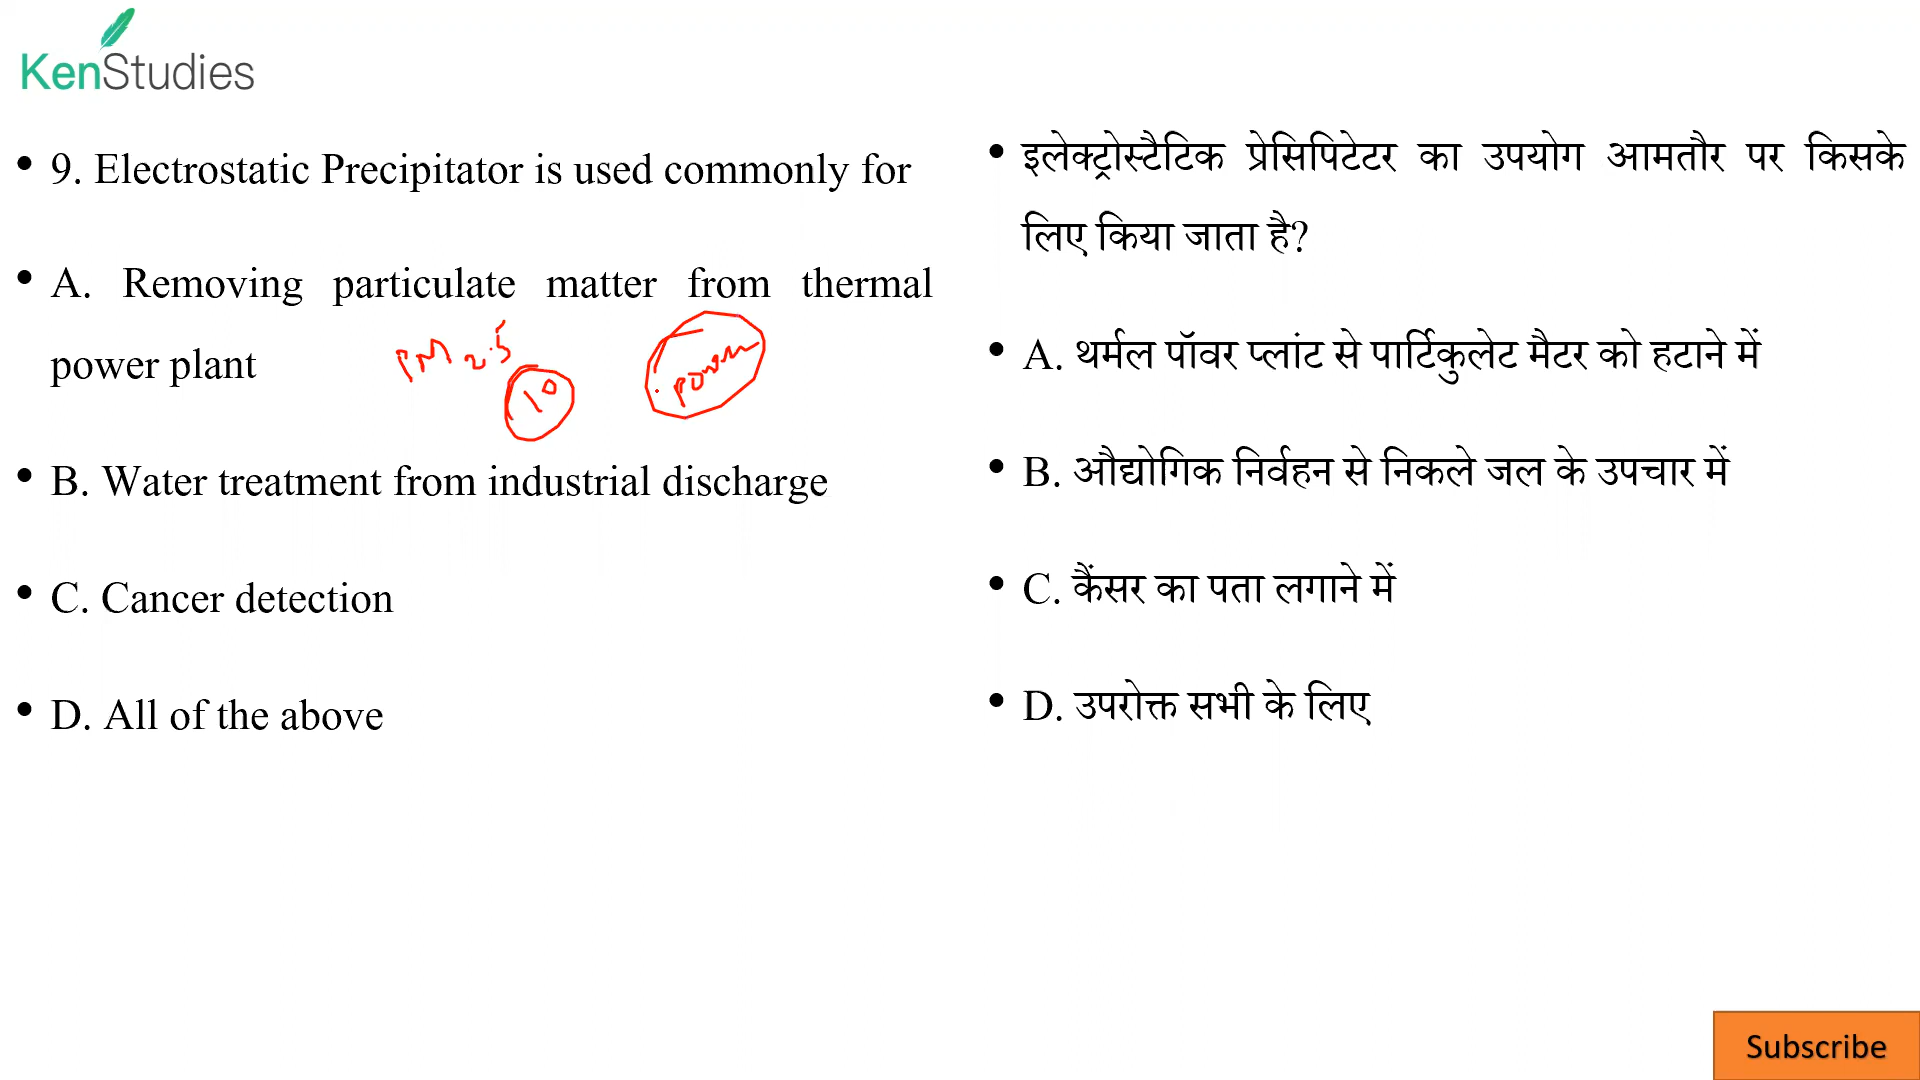 KenStudies
• 9. Electrostatic Precipitator is used commonly for
• A. Removing particulate matter from thermal
power plant
PM 2.5
10
power
• B. Water treatment from industrial discharge
• C. Cancer detection
• D. All of the above
• इलेक्ट्रोस्टैटिक प्रेसिपिटेटर का उपयोग आमतौर पर किसके
लिए किया जाता है?
• A. थर्मल पॉवर प्लांट से पार्टिकुलेट मैटर को हटाने में
• B. औद्योगिक निर्वहन से निकले जल के उपचार में
• C. कैंसर का पता लगाने में
• D. उपरोक्त सभी के लिए
Subscribe